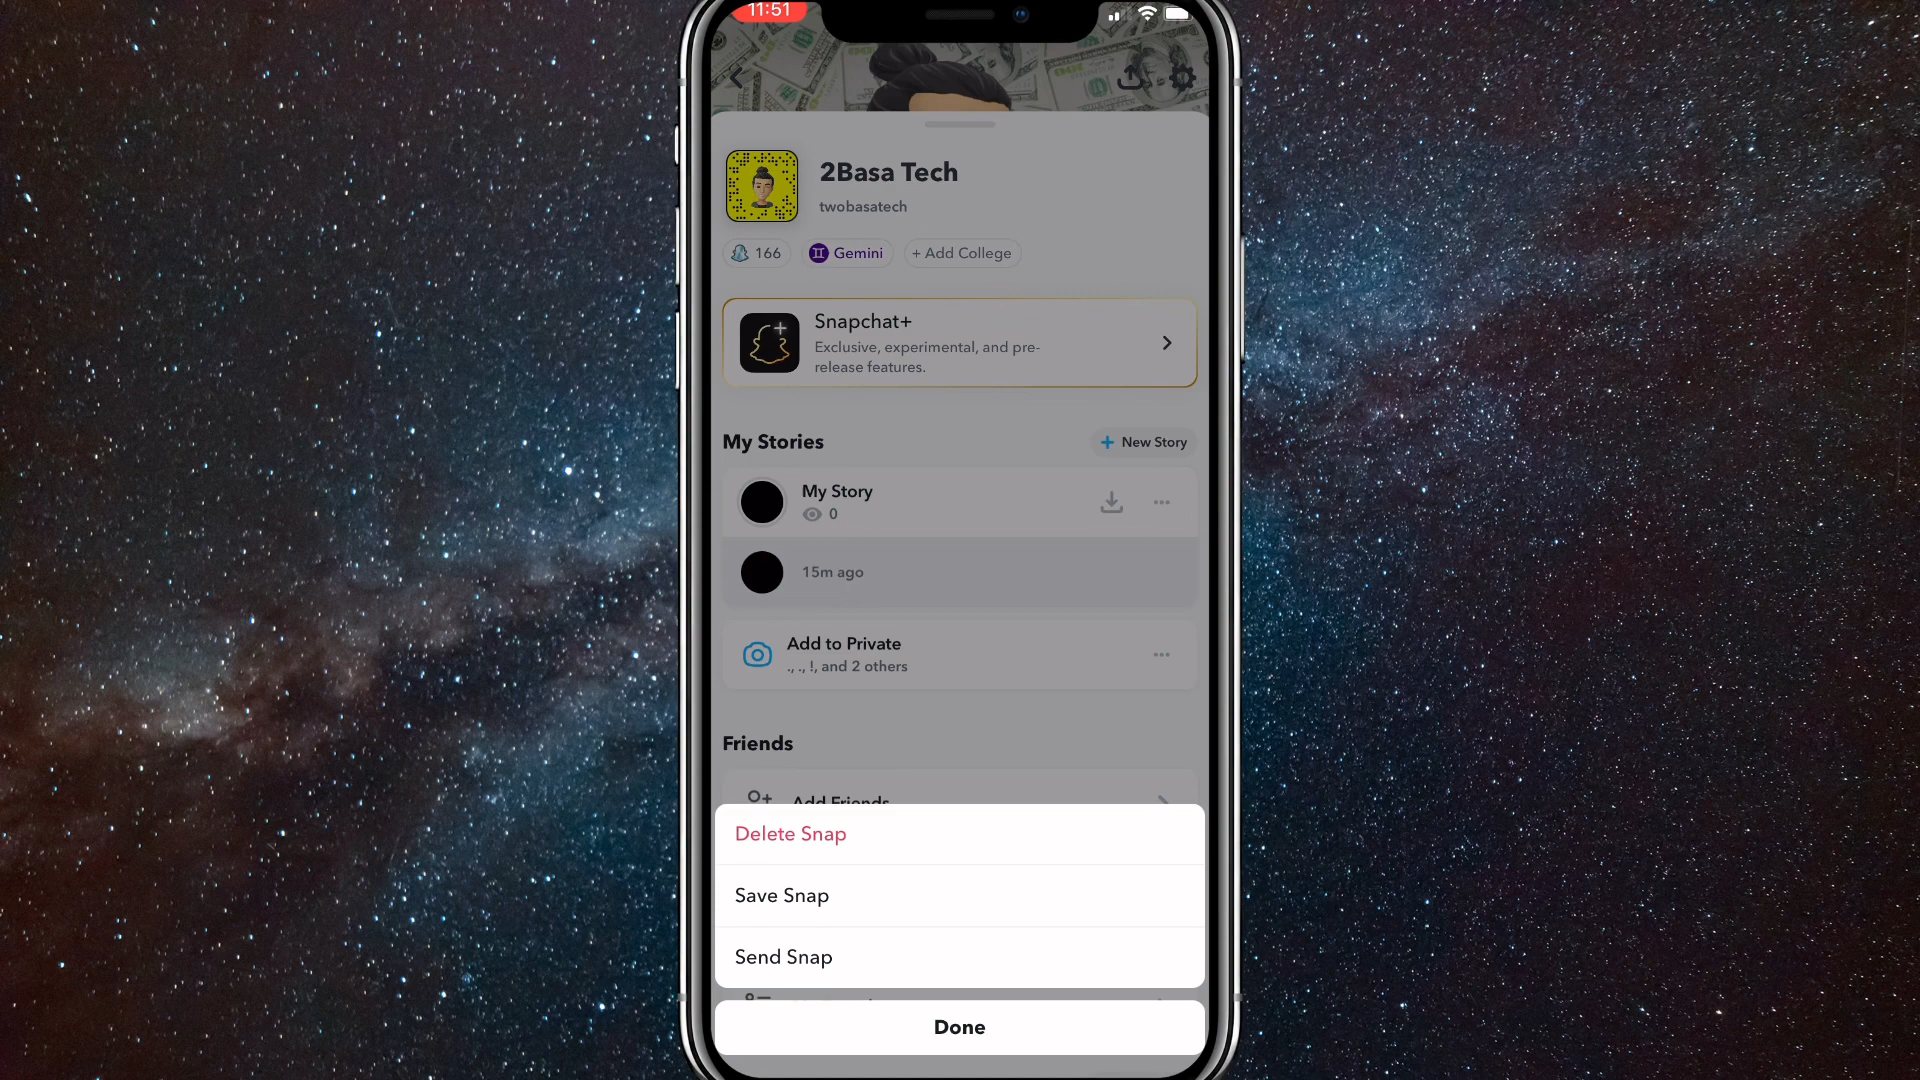 11:51
2Basa Tech
twobasatech
166
Gemini
+ Add College
Snapchat+
Exclusive, experimental, and pre-
release features.
My Stories
+ New Story
My Story
0
15m ago
Add to Private
., ., !, and 2 others
Friends
Add Friends
Delete Snap
Save Snap
Send Snap
Done